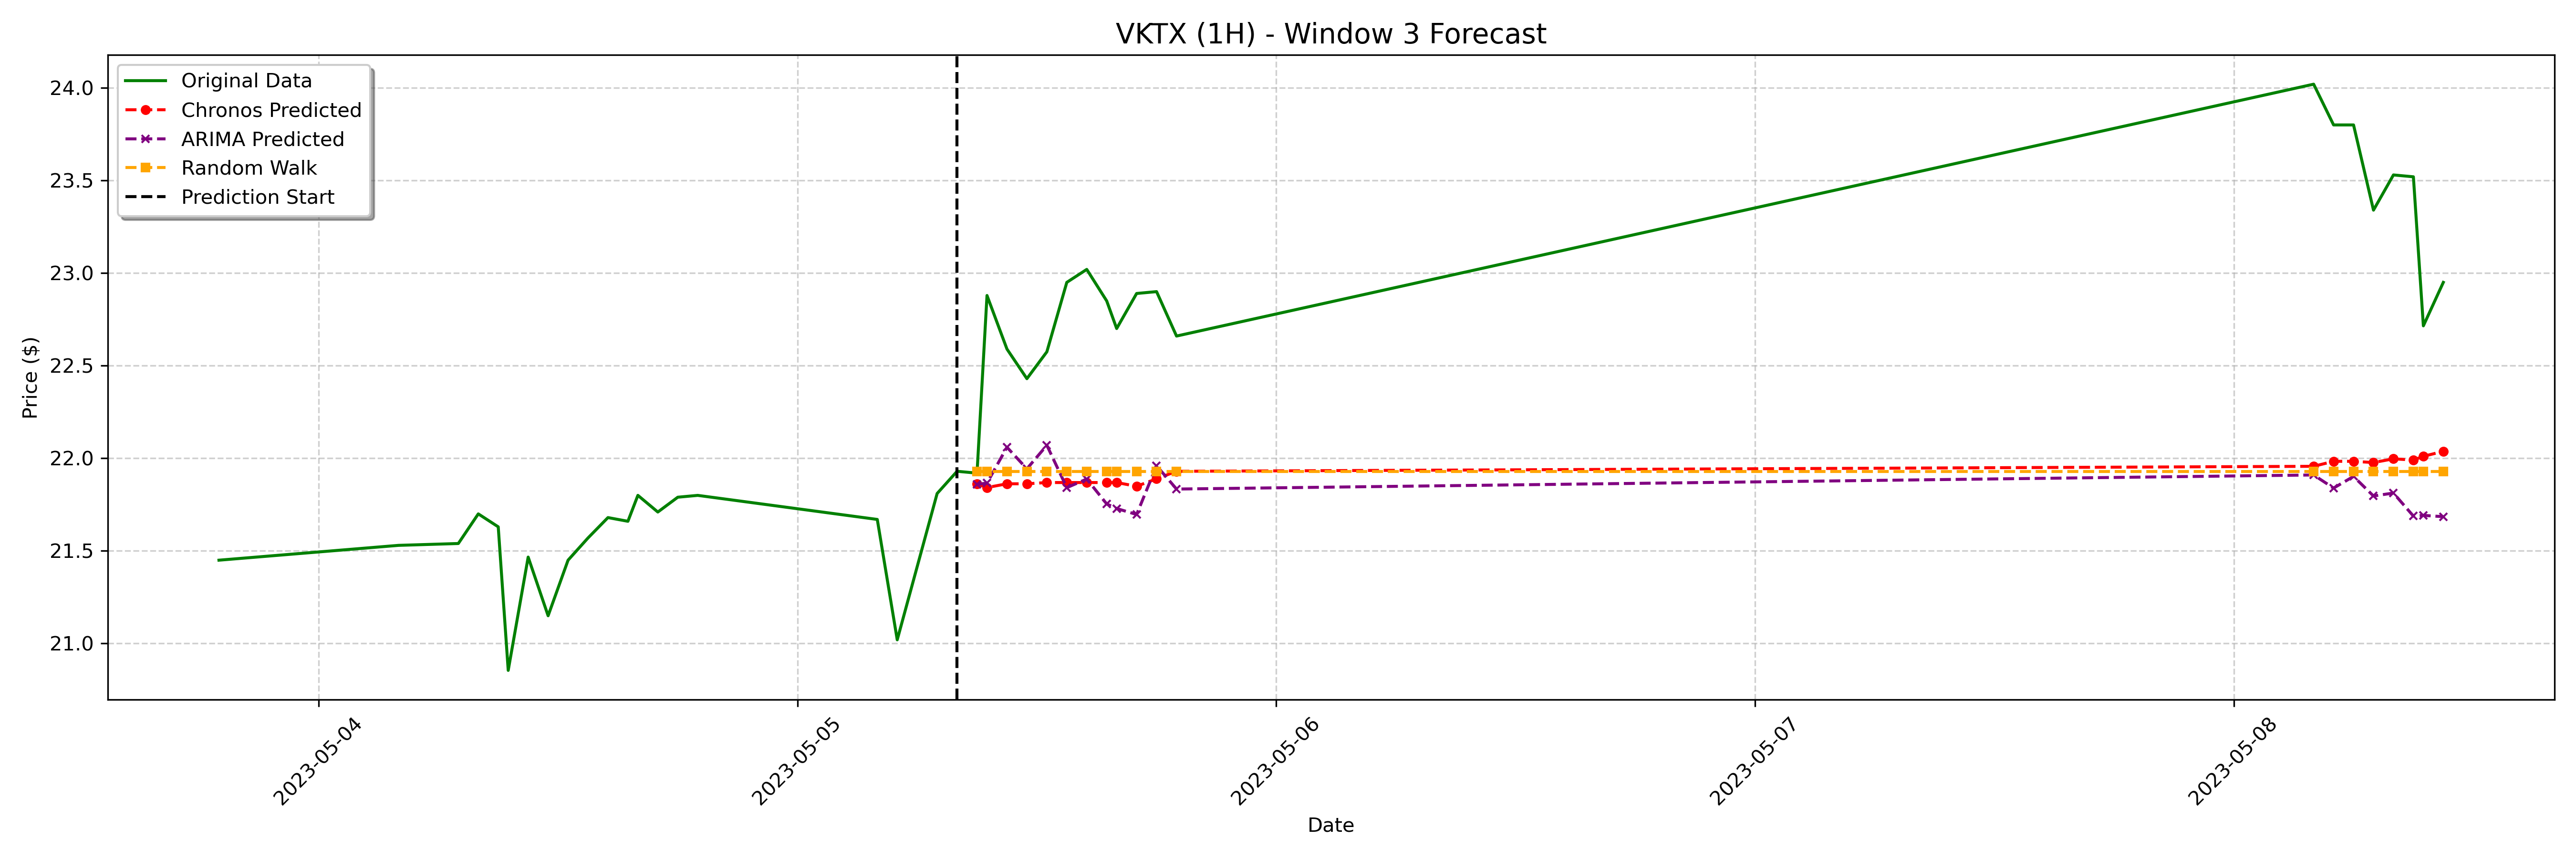 VKTX (1H) - Window 3 Forecast
Original Data
Chronos Predicted
ARIMA Predicted
Random Walk
Prediction Start
Price ($)
24.0
23.5
23.0
22.5
22.0
21.5
21.0
2023-05-04
2023-05-05
2023-05-06
2023-05-07
2023-05-08
Date